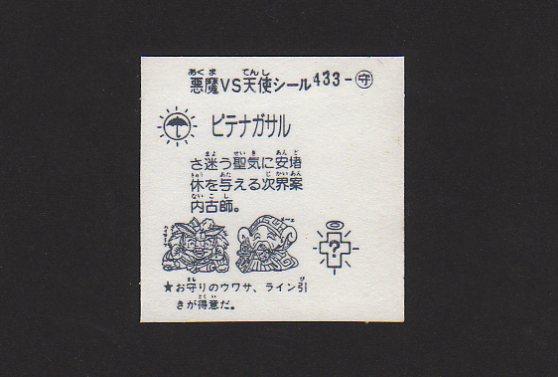 悪魔VS天使シール433-守
ピテナガサル
さ迷う聖気に安堵
休を与える次界案
内古師。
?
★お守りのウワサ、ライン引
きが得意だ。